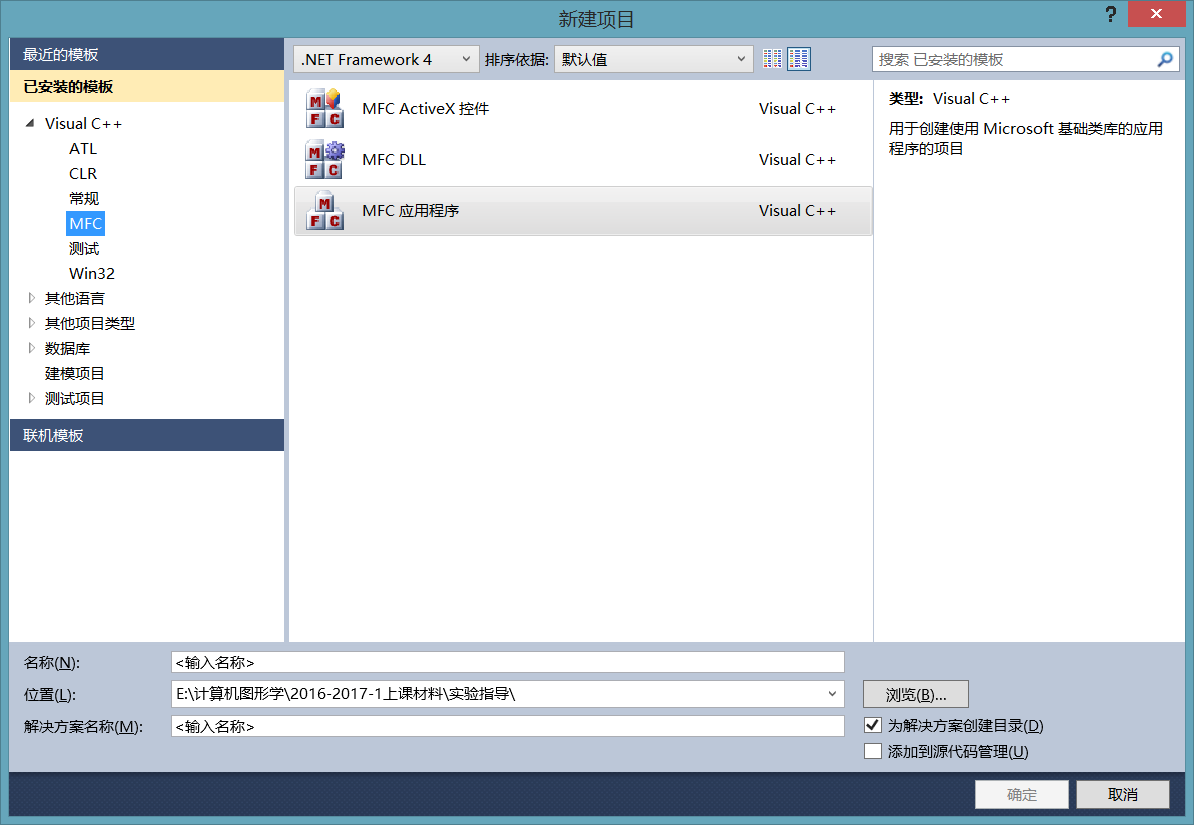 新建项目
?
最近的模板
已安装的模板
Visual C++
ATL
CLR
常规
MFC
测试
Win32
其他语言
其他项目类型
数据库
建模项目
测试项目
联机模板
.NET Framework 4 排序依据: 默认值
MFC ActiveX 控件 Visual C++
MFC DLL Visual C++
MFC 应用程序 Visual C++
搜索 已安装的模板
类型: Visual C++
用于创建使用 Microsoft 基础类库的应用
程序的项目
名称(N): <输入名称>
位置(L): E:\计算机图形学\2016-2017-1上课材料\实验指导\ 浏览(B)...
解决方案名称(M): <输入名称> 为解决方案创建目录(D)
添加到源代码管理(U)
确定 取消